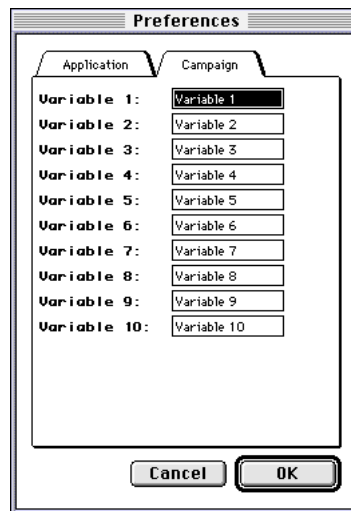 Preferences
Application Campaign
Variable 1: Variable 1
Variable 2: Variable 2
Variable 3: Variable 3
Variable 4: Variable 4
Variable 5: Variable 5
Variable 6: Variable 6
Variable 7: Variable 7
Variable 8: Variable 8
Variable 9: Variable 9
Variable 10: Variable 10
Cancel OK